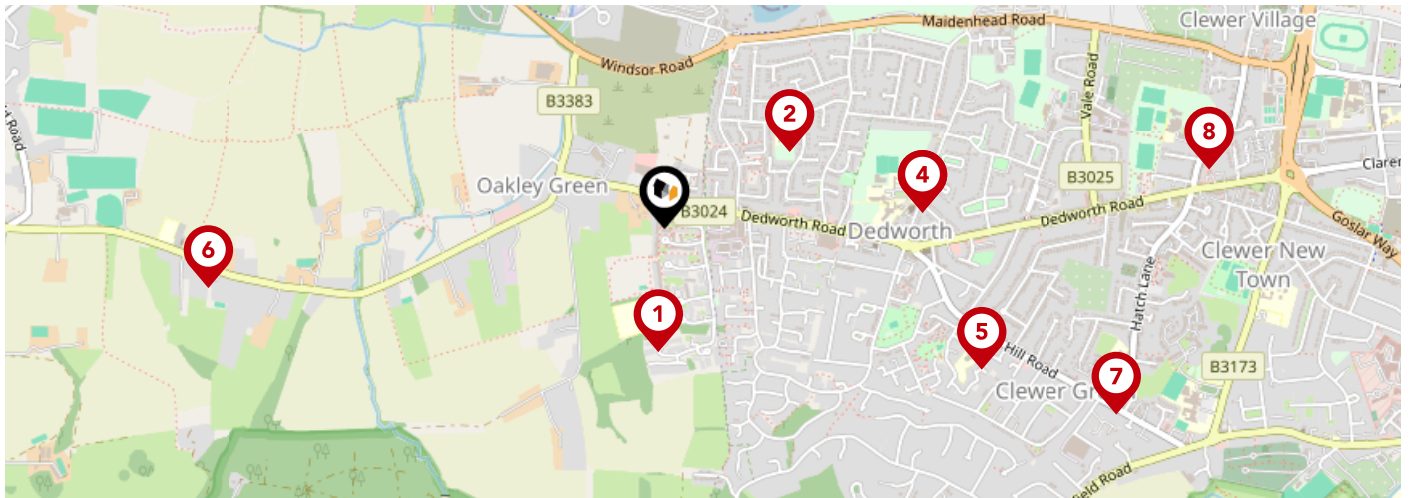 Maidenhead Road
Clewer Village
Windsor Road
Vale Road
B3383
2
8
Road
4
Claren
B3025
Oakley Green
B3024
Dedworth Road
Dedworth Road
Dedworth
Goslar Way
6
Clewer New
Town
Hatch Lane
1
5
Hill Road
7
B3173
Clewer Gr
field Road